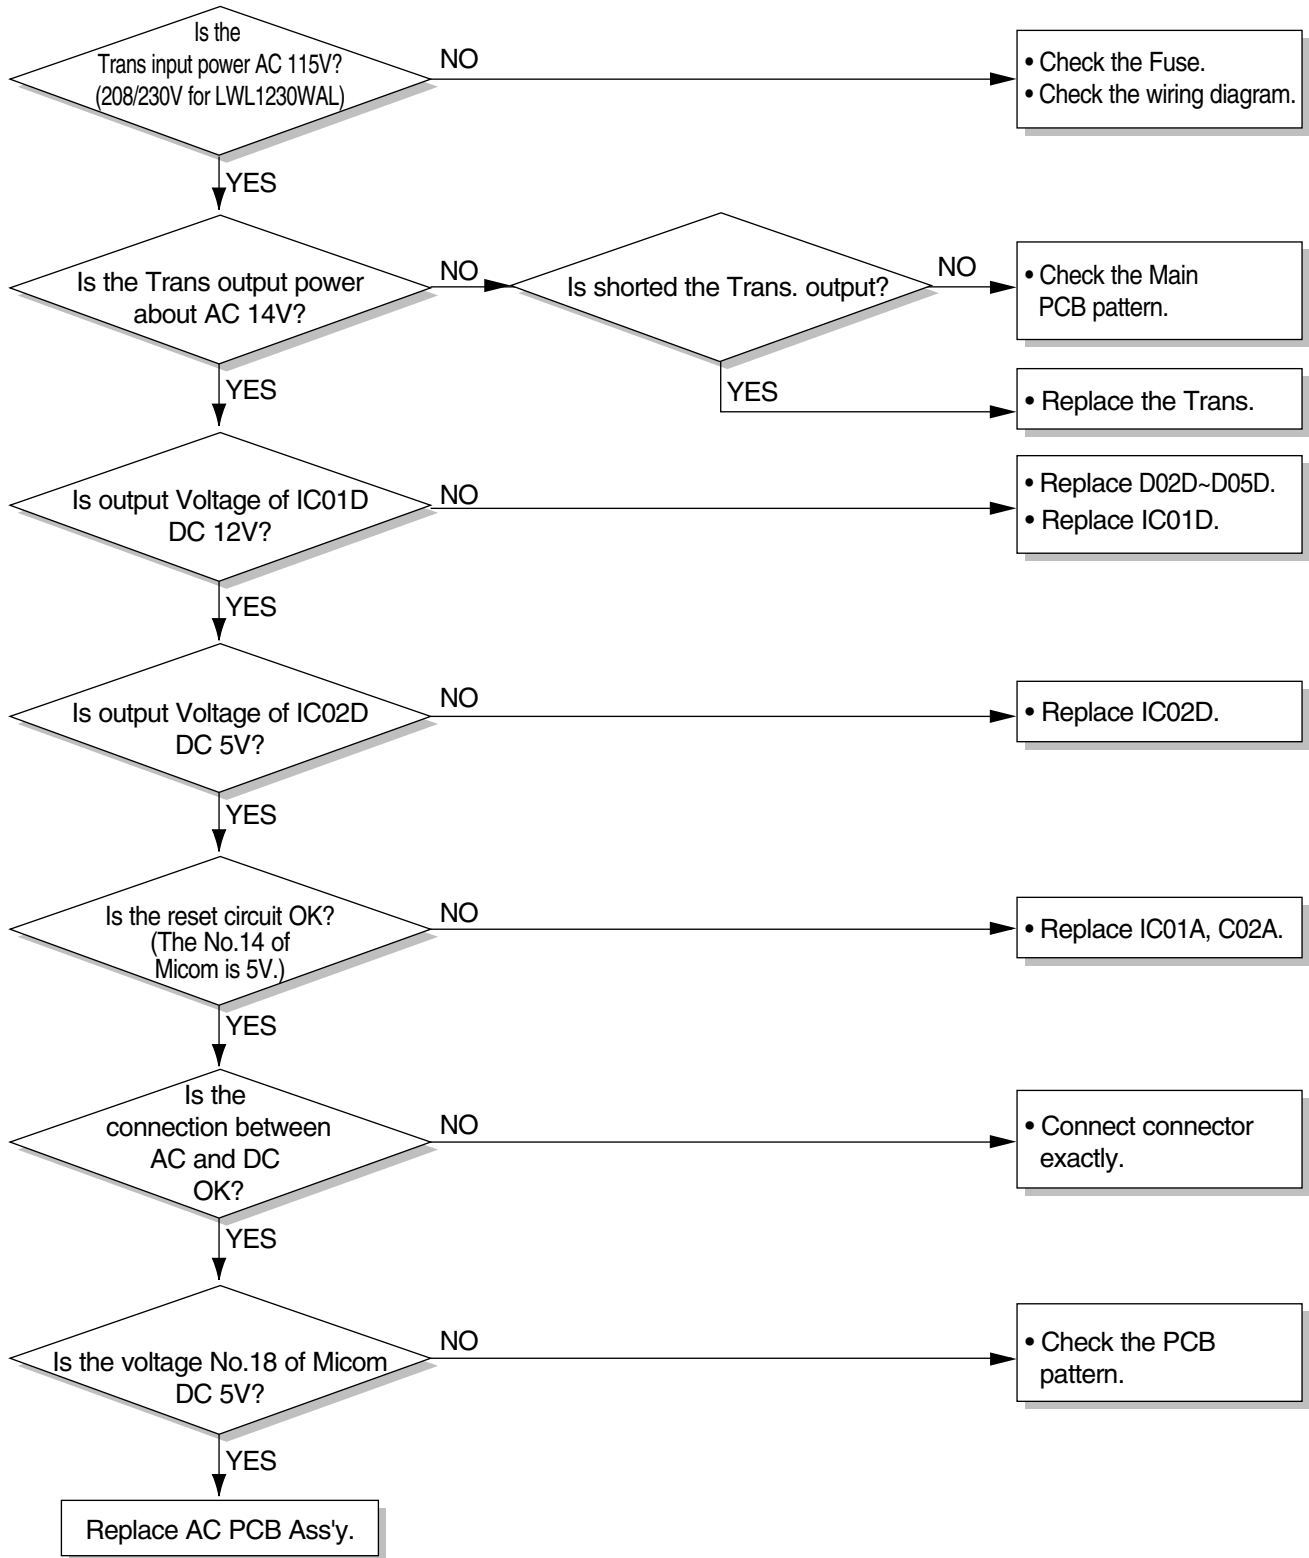 Is the
Trans input power AC 115V?
(208/230V for LWL1230WAL)
NO
• Check the Fuse.
• Check the wiring diagram.
YES
Is the Trans output power
about AC 14V?
NO
Is shorted the Trans. output?
NO
• Check the Main
PCB pattern.
YES
• Replace the Trans.
YES
Is output Voltage of IC01D
DC 12V?
NO
• Replace D02D~D05D.
• Replace IC01D.
YES
Is output Voltage of IC02D
DC 5V?
NO
• Replace IC02D.
YES
Is the reset circuit OK?
(The No.14 of
Micom is 5V.)
NO
• Replace IC01A, C02A.
YES
Is the
connection between
AC and DC
OK?
NO
• Connect connector
exactly.
YES
Is the voltage No.18 of Micom
DC 5V?
NO
• Check the PCB
pattern.
YES
Replace AC PCB Ass'y.